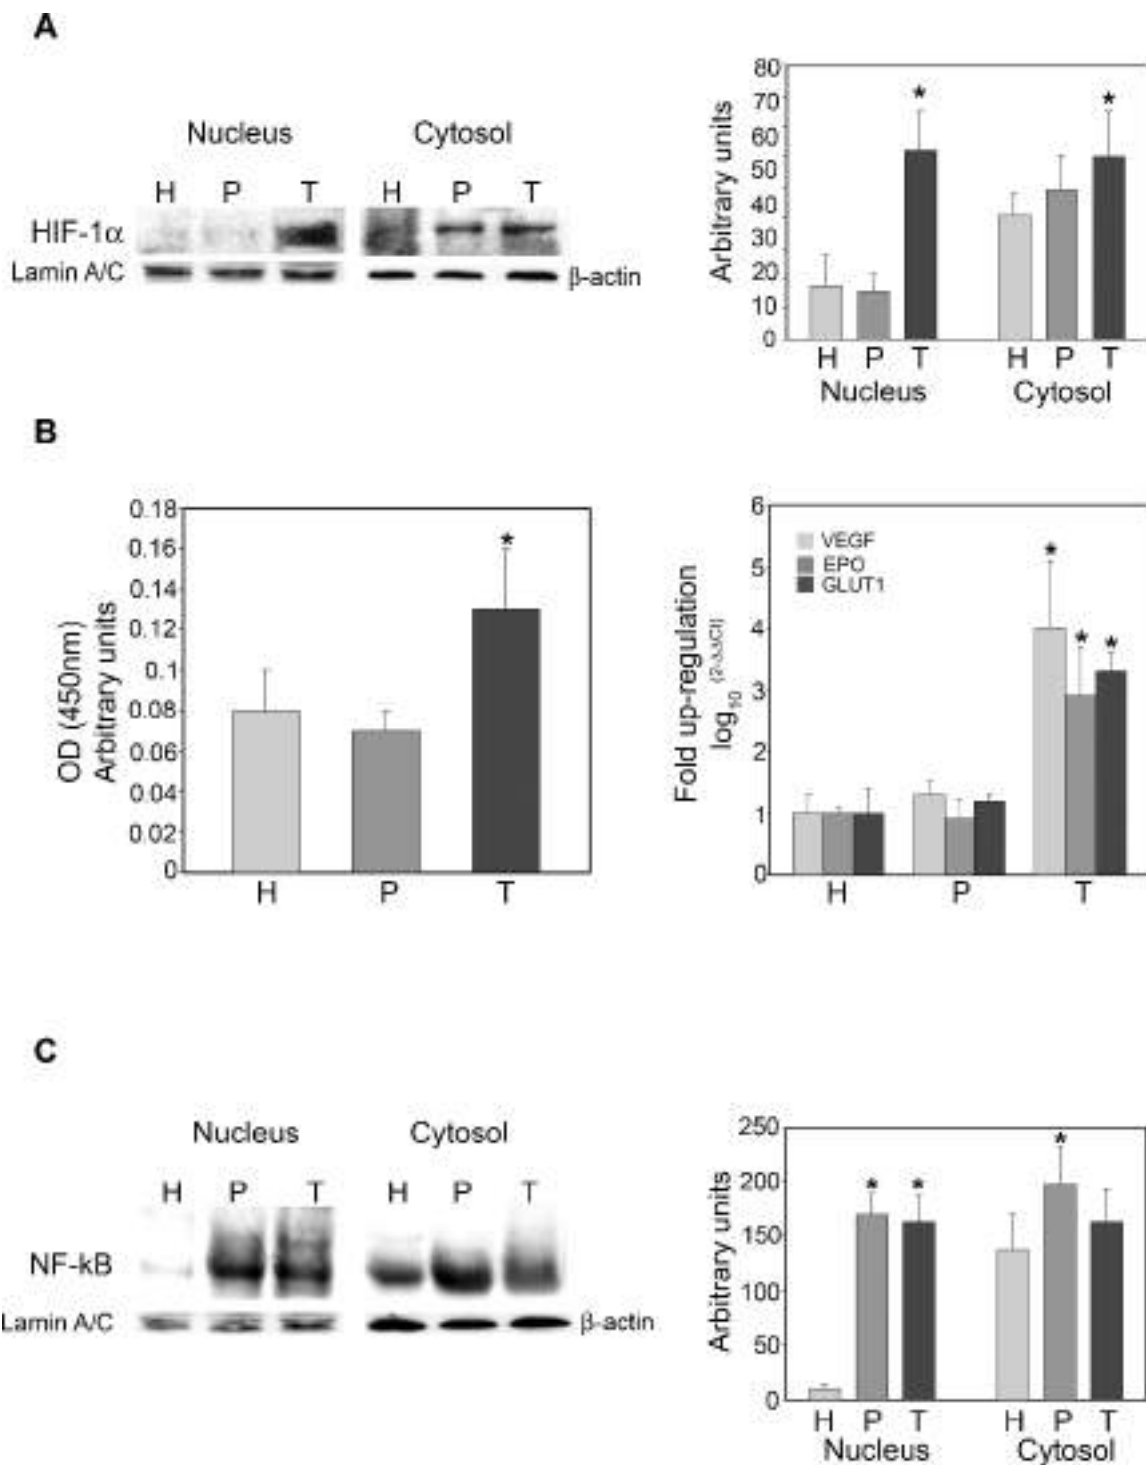 A
Nucleus Cytosol
H P T H P T
HIF-1α
Lamin A/C β-actin
Arbitrary units
80
70
60
50
40
30
20
10
0
* *
H P T H P T
Nucleus Cytosol
B
OD (450nm)
Arbitrary units
0.18
0.16
0.14
0.12
0.1
0.08
0.06
0.04
0.02
0
*
H P T
Fold up-regulation
log10
6
5
4
3
2
1
0
VEGF
EPO
GLUT1
* * *
H P T
C
Nucleus Cytosol
H P T H P T
NF-kB
Lamin A/C β-actin
Arbitrary units
250
200
150
100
50
0
* * *
H P T H P T
Nucleus Cytosol